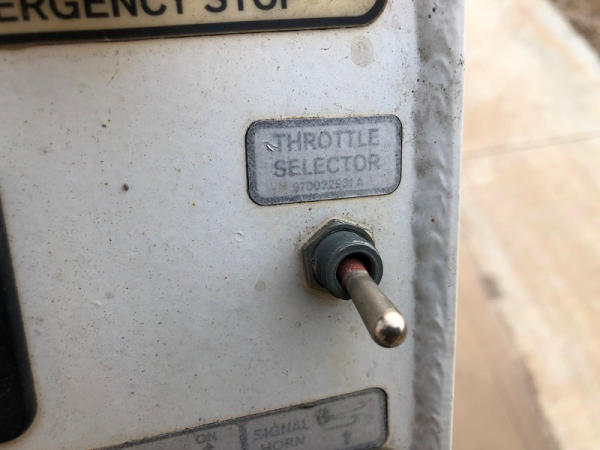 ERGENCY STOP
THROTTLE
SELECTOR
ON
SIGNAL
HORN